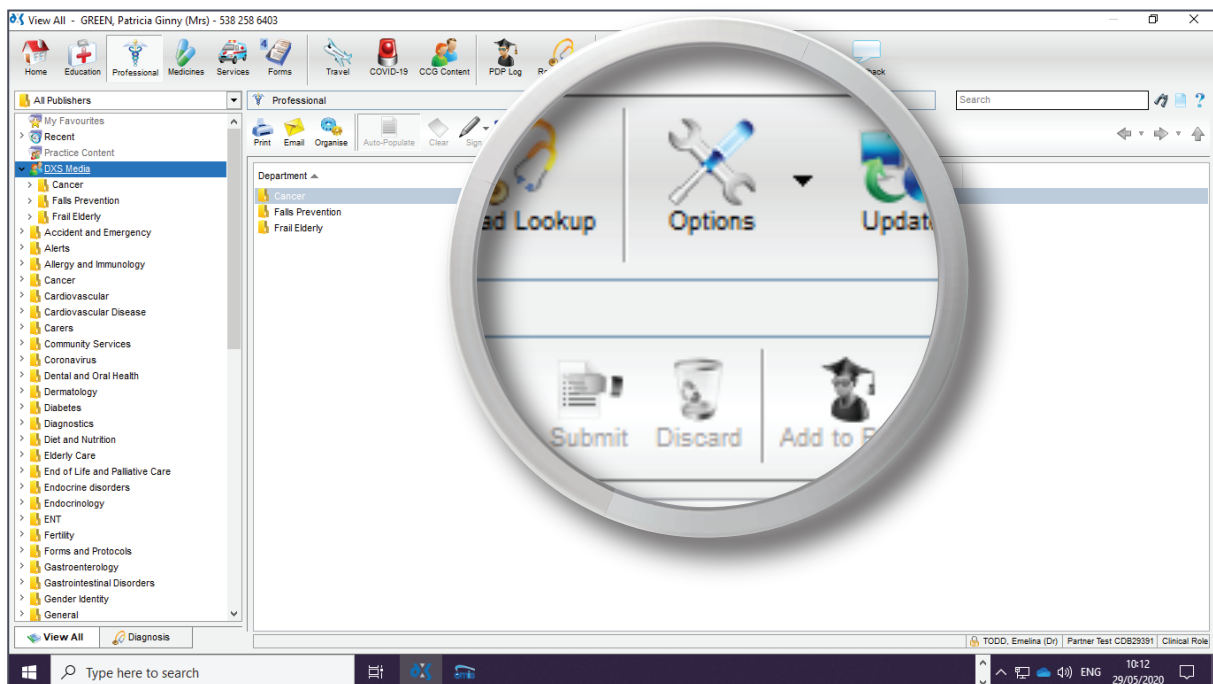 View All - GREEN, Patricia Ginny (Mrs) - 538 258 6403
Home Education Professional Medicines Services Forms Travel COVID-19 CCG Content PDP Log
4
All Publishers
Professional
Search
My Favourites
Recent
Practice Content
DXS Media
Cancer
Falls Prevention
Frail Elderly
Accident and Emergency
Alerts
Allergy and Immunology
Cancer
Cardiovascular
Cardiovascular Disease
Carers
Community Services
Coronavirus
Dental and Oral Health
Dermatology
Diabetes
Diagnostics
Diet and Nutrition
Elderly Care
End of Life and Palliative Care
Endocrine disorders
Endocrinology
ENT
Fertility
Forms and Protocols
Gastroenterology
Gastrointestinal Disorders
Gender Identity
General
View All Diagnosis
Print Email Organise Auto-Populate Clear Sign
Department
Cancer
Falls Prevention
Frail Elderly
ad Lookup Options Updat
Submit Discard Add to
TODD, Emelina (Dr) Partner Test CDB29391 Clinical Role
Type here to search
ENG
10:12
29/05/2020